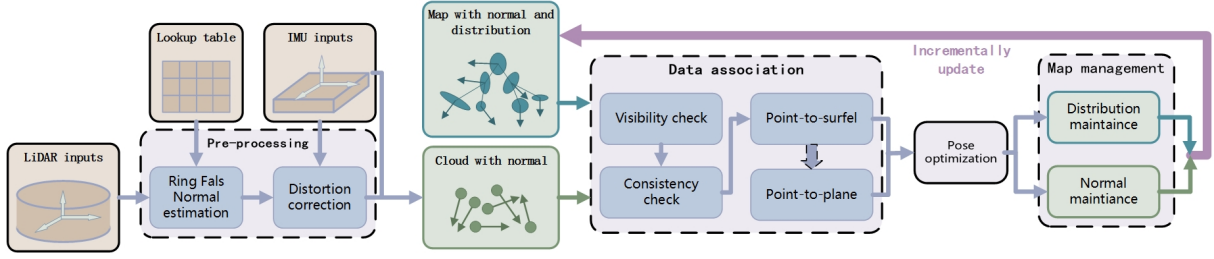 Lookup table
IMU inputs
LiDAR inputs
Pre-processing
Ring Fals
Normal
estimation
Distortion
correction
Map with normal and
distribution
Cloud with normal
Data association
Visibility check
Consistency
check
Point-to-surfel
Point-to-plane
Pose
optimization
Incrementally
update
Map management
Distribution
maintaince
Normal
maintiance